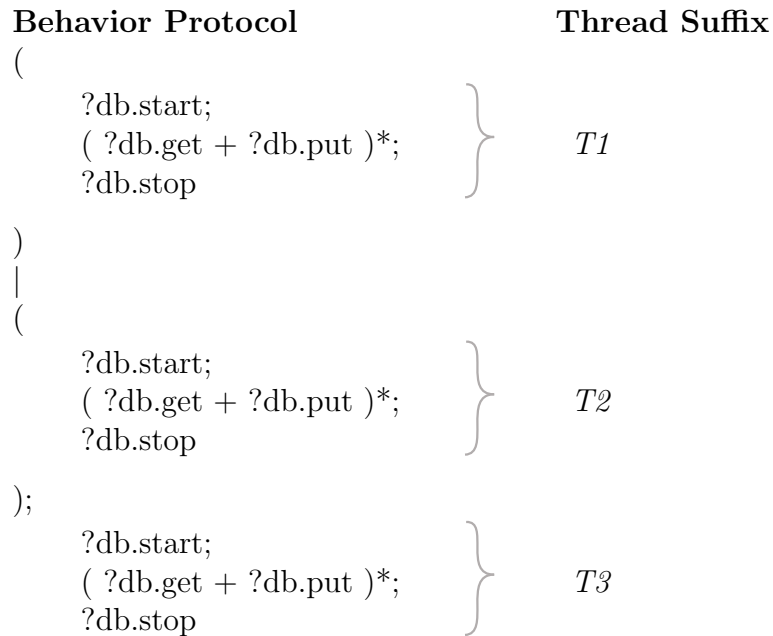 Behavior Protocol Thread Suffix
(
?db.start;
( ?db.get + ?db.put )*; T1
?db.stop
)
|
(
?db.start;
( ?db.get + ?db.put )*; T2
?db.stop
);
?db.start;
( ?db.get + ?db.put )*; T3
?db.stop